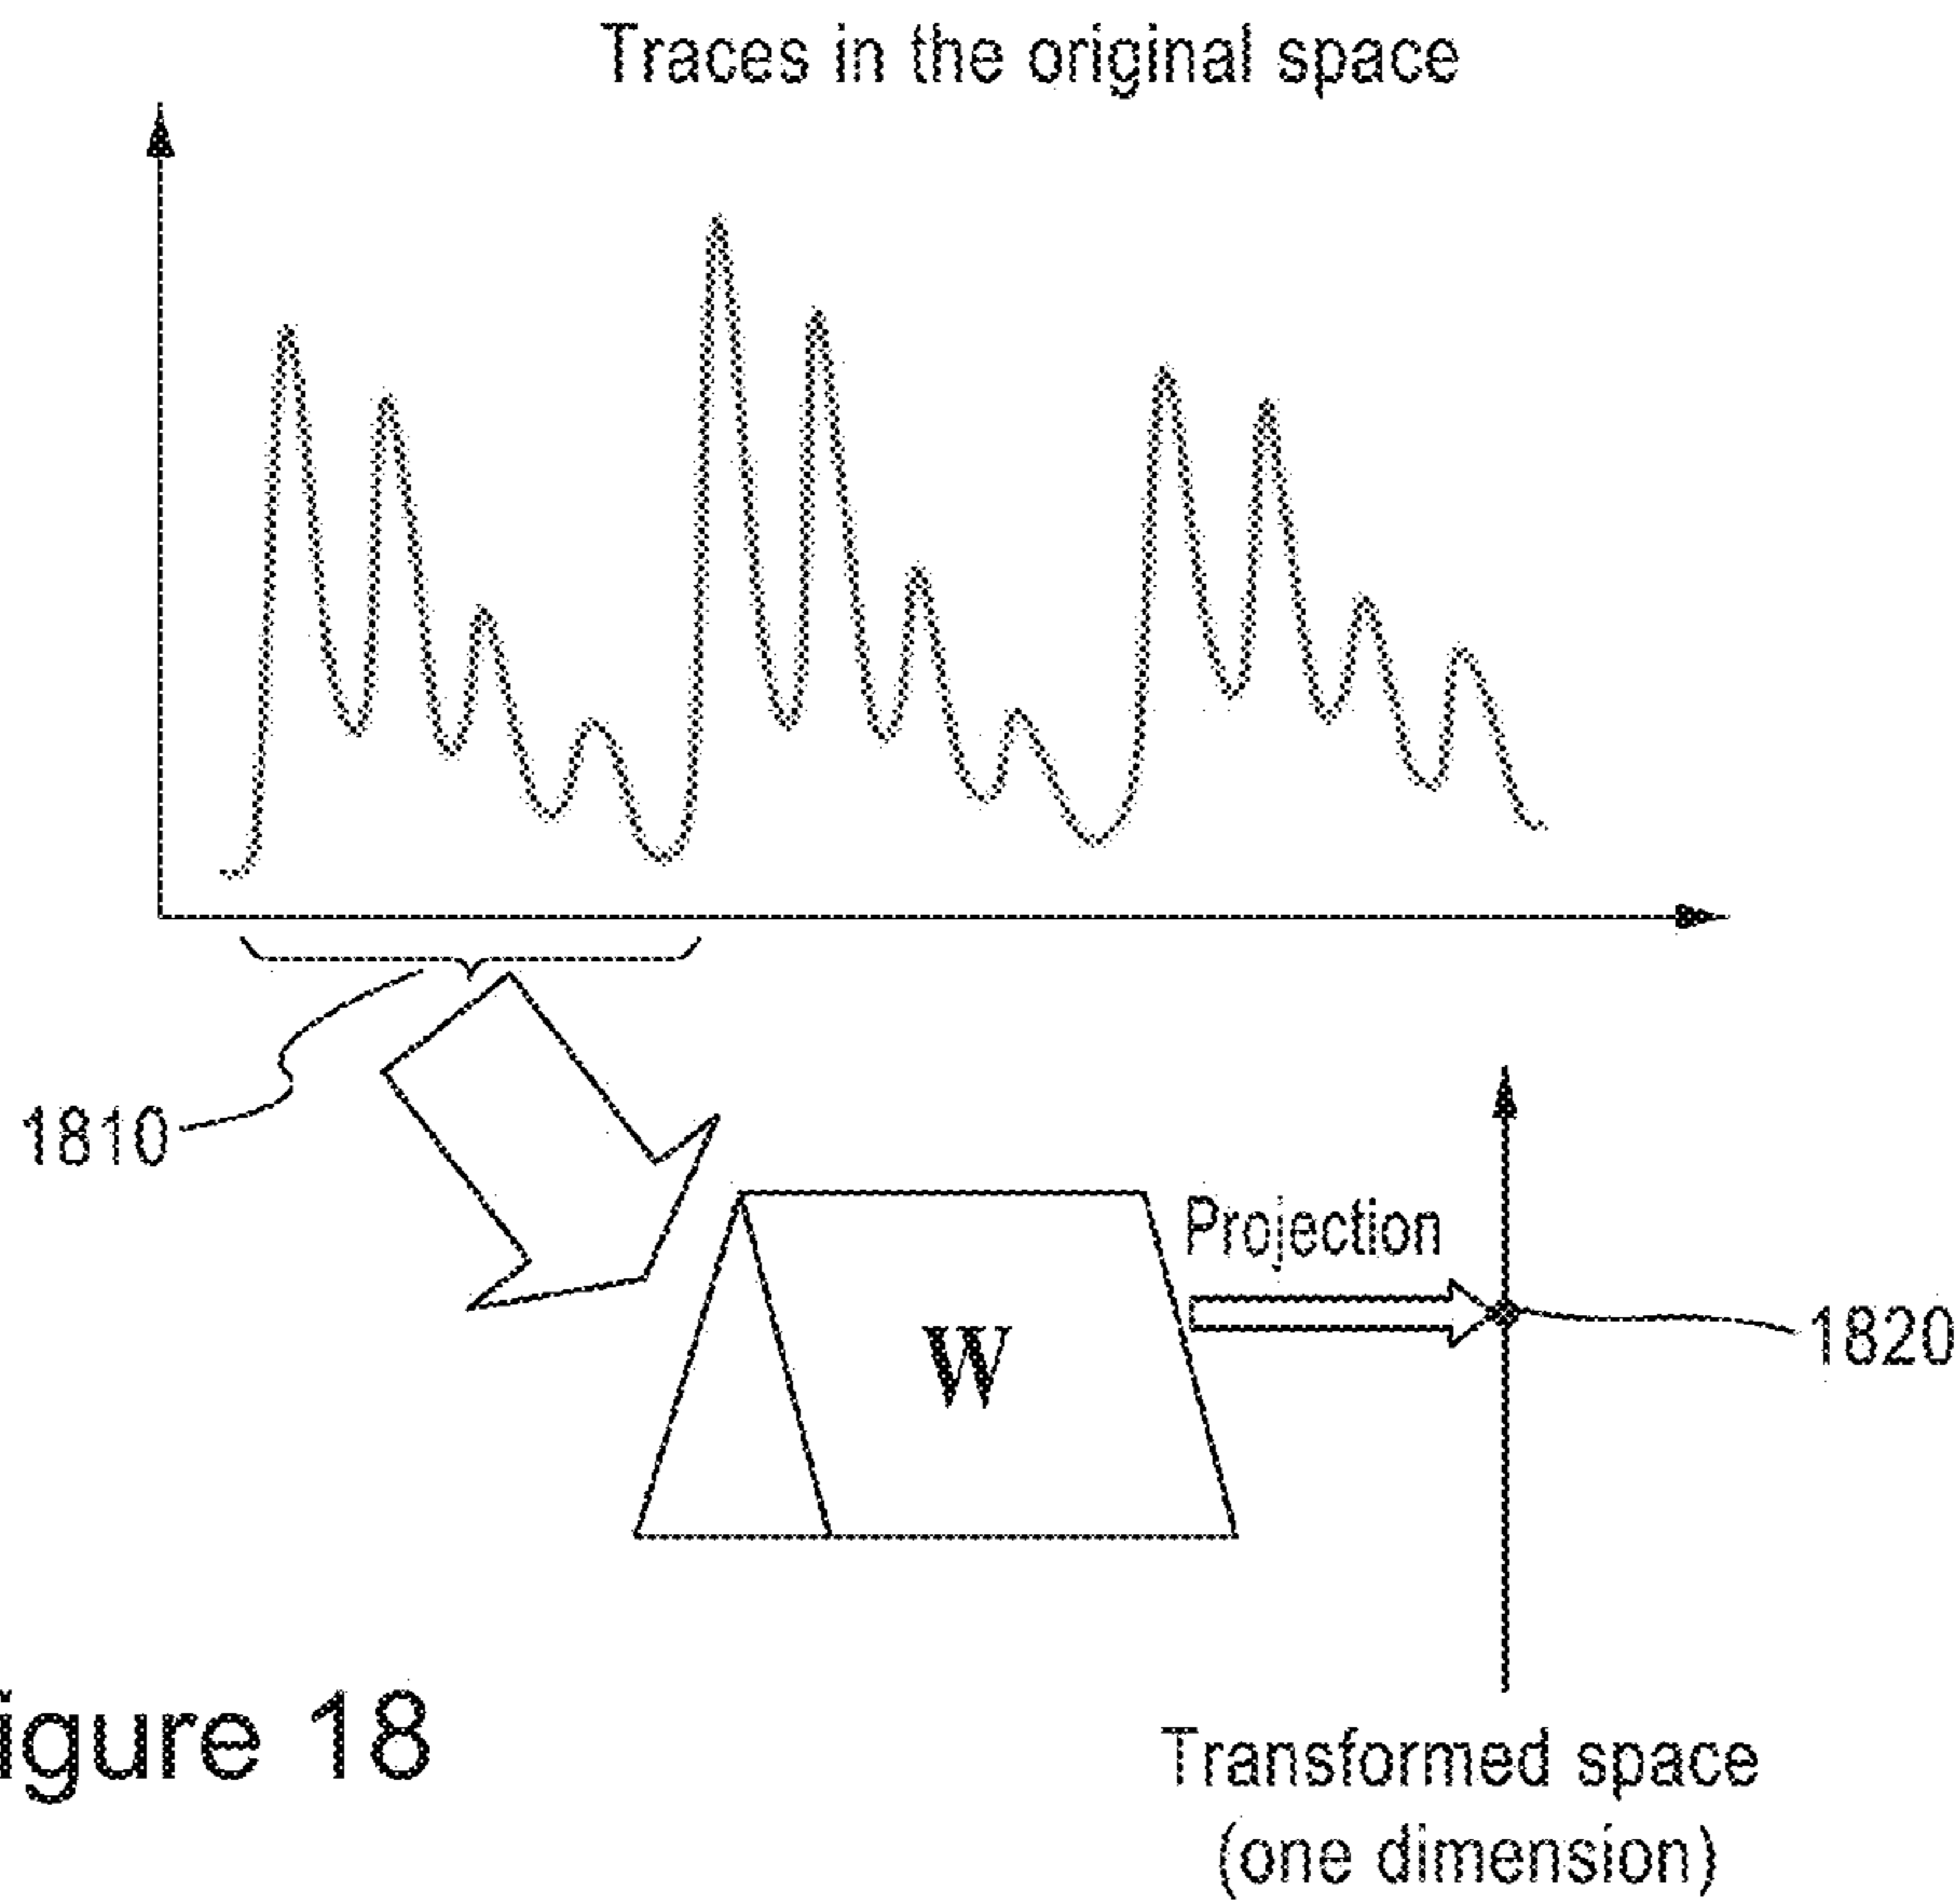 Traces in the original space
1810
Projection
W
1820
igure 18
Transformed space
(one dimension)